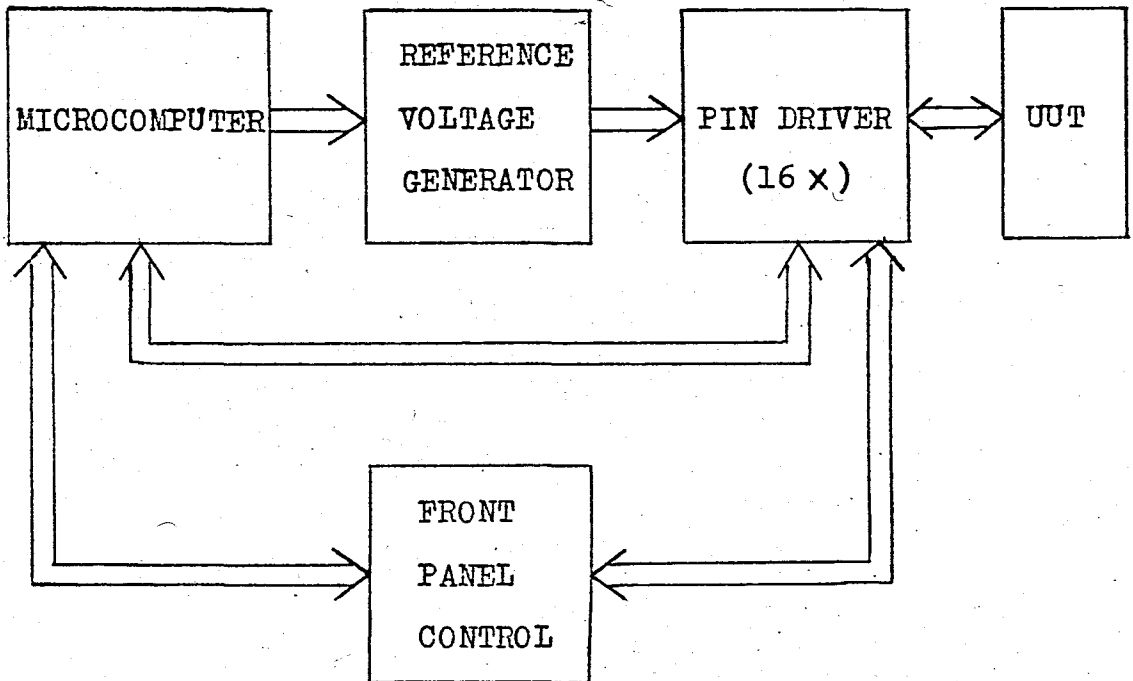 MICROCOMPUTER
REFERENCE
VOLTAGE
GENERATOR
PIN DRIVER
(16 X)
UUT
FRONT
PANEL
CONTROL